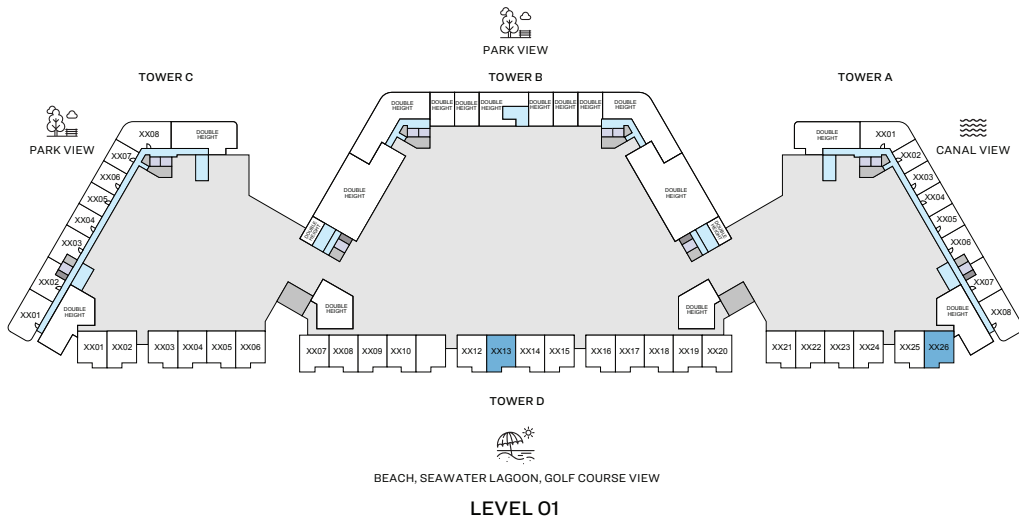 PARK VIEW
TOWER C
TOWER B
TOWER A
PARK VIEW
CANAL VIEW
XX08
DOUBLE
HEIGHT
XX07
XX06
XX05
XX04
XX03
XX02
XX01
DOUBLE
HEIGHT
DOUBLE
HEIGHT
DOUBLE
HEIGHT
DOUBLE
HEIGHT
DOUBLE
HEIGHT
DOUBLE
HEIGHT
DOUBLE
HEIGHT
DOUBLE
HEIGHT
DOUBLE
HEIGHT
DOUBLE
HEIGHT
DOUBLE
HEIGHT
DOUBLE
HEIGHT
DOUBLE
HEIGHT
DOUBLE
HEIGHT
DOUBLE
HEIGHT
DOUBLE
HEIGHT
XX01
XX02
XX03
XX04
XX05
XX06
XX07
XX08
DOUBLE
HEIGHT
XX01 XX02 XX03 XX04 XX05 XX06 XX07 XX08 XX09 XX10 XX12 XX13 XX14 XX15 XX16 XX17 XX18 XX19 XX20 XX21 XX22 XX23 XX24 XX25 XX26
TOWER D
BEACH, SEAWATER LAGOON, GOLF COURSE VIEW
LEVEL 01